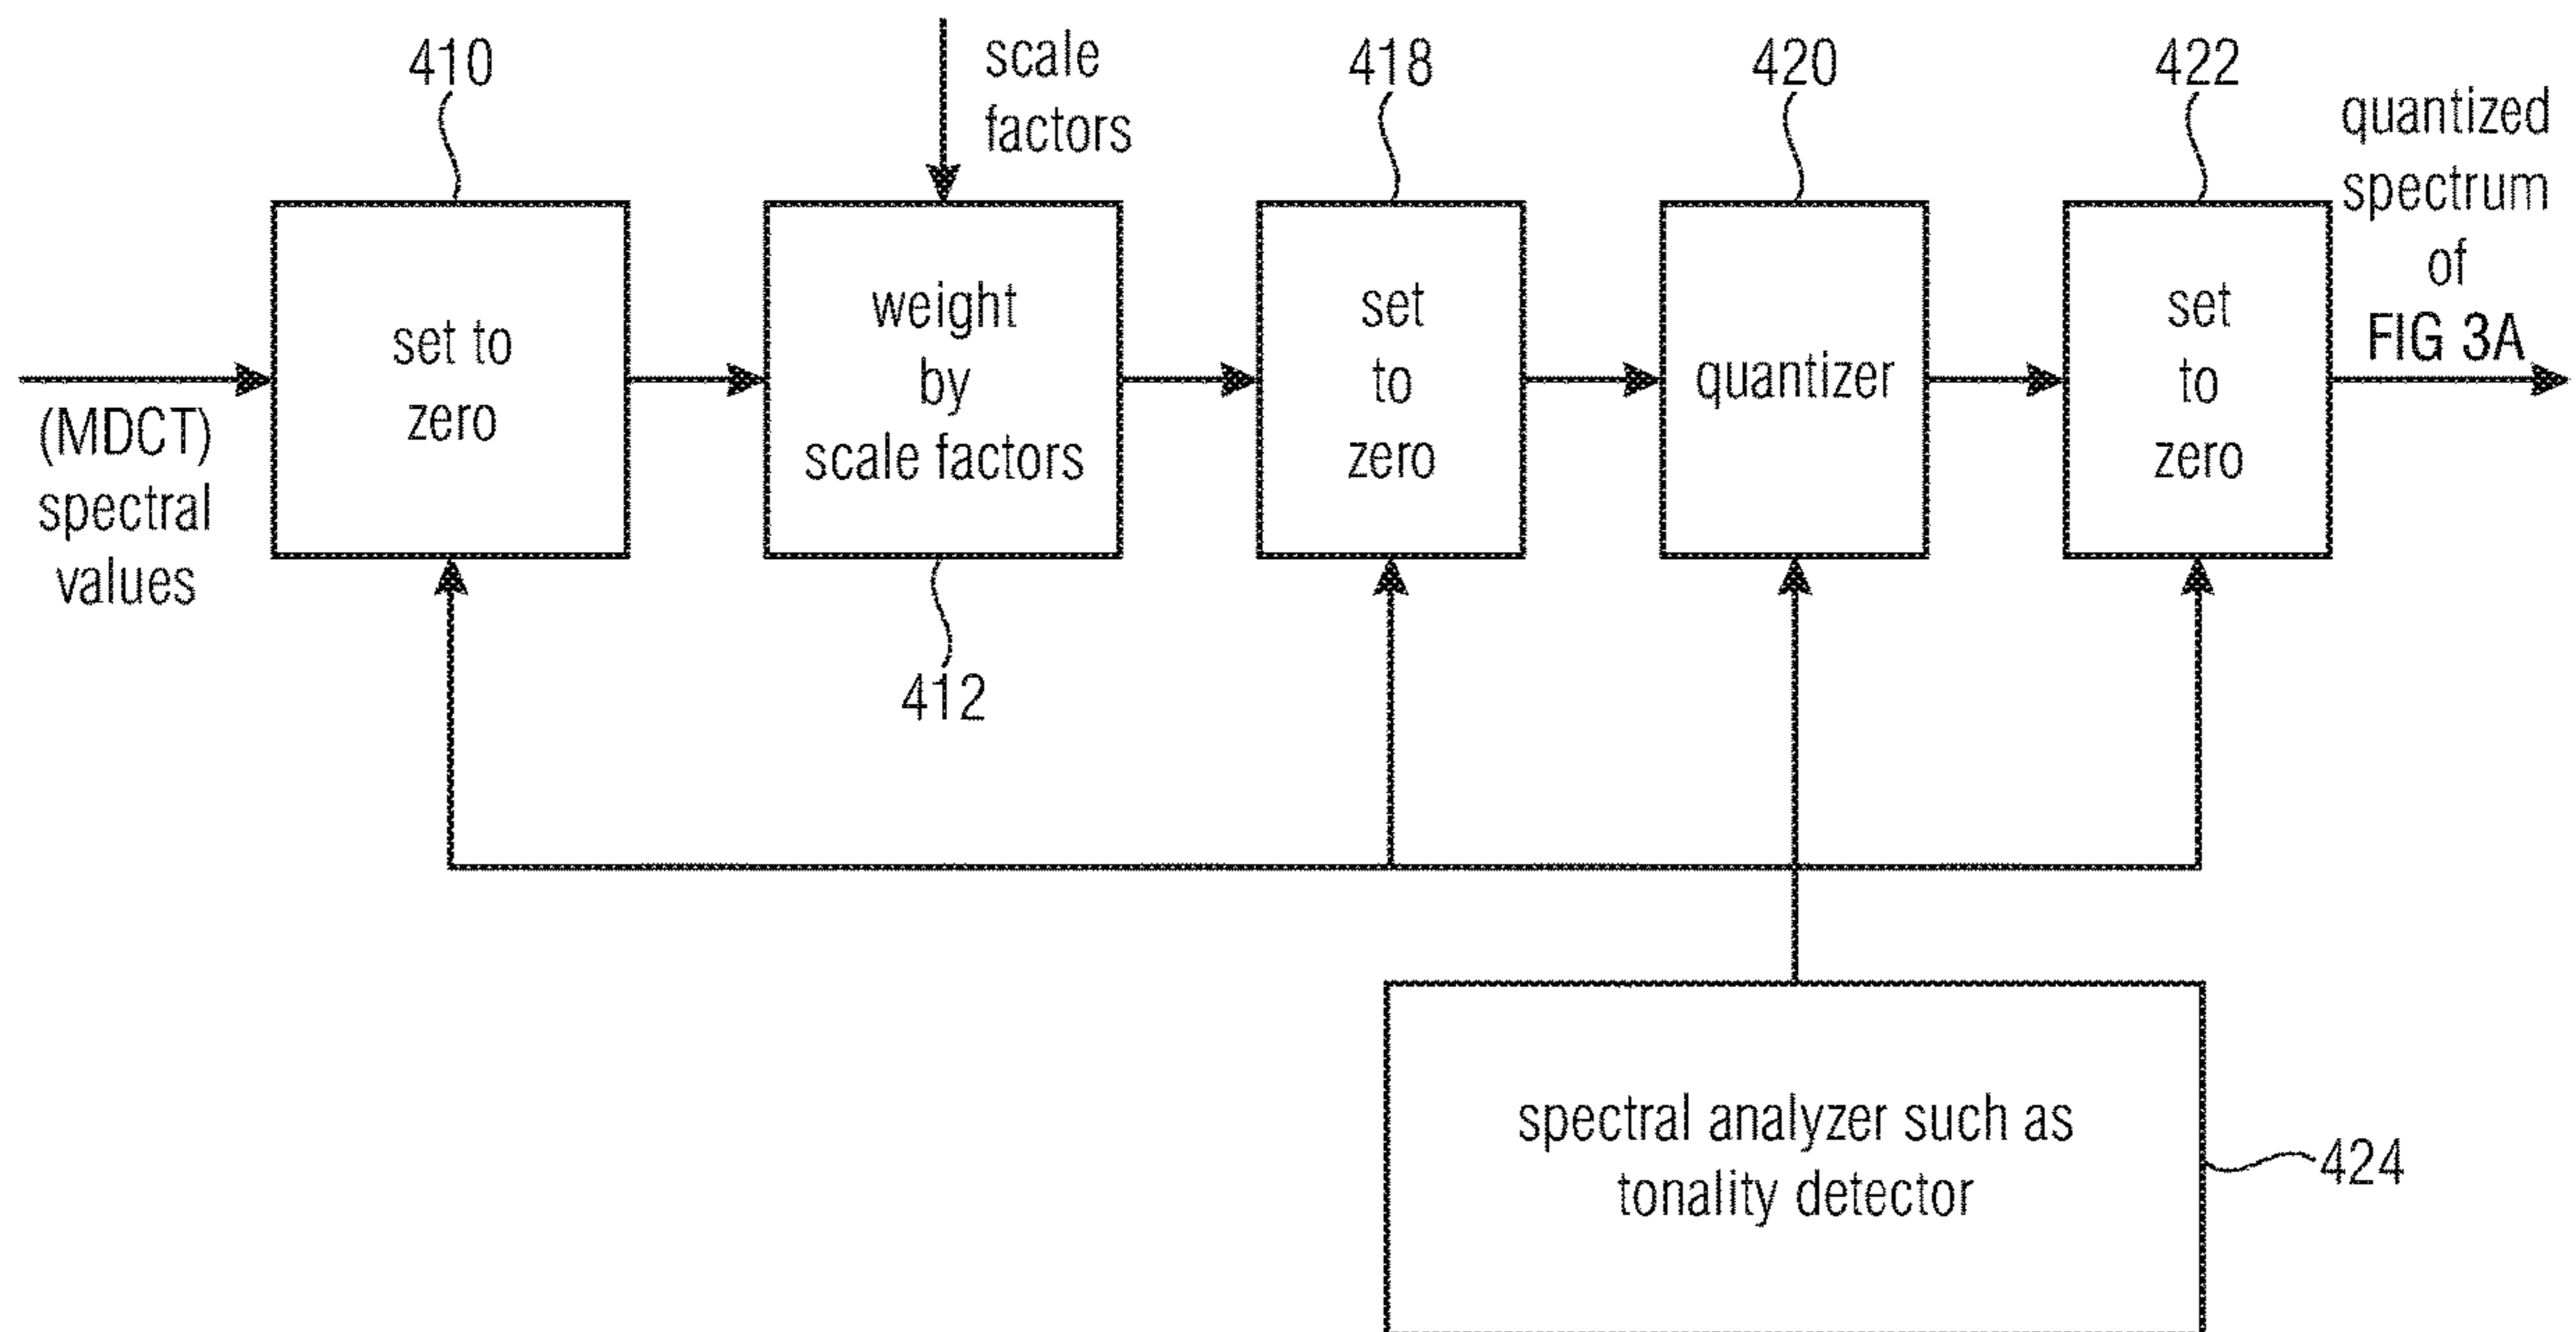 410
scale
factors
418
420
422
quantized
spectrum
of
FIG 3A
set to
zero
weight
by
scale factors
set
to
zero
quantizer
set
to
zero
(MDCT)
spectral
values
412
spectral analyzer such as
tonality detector
424